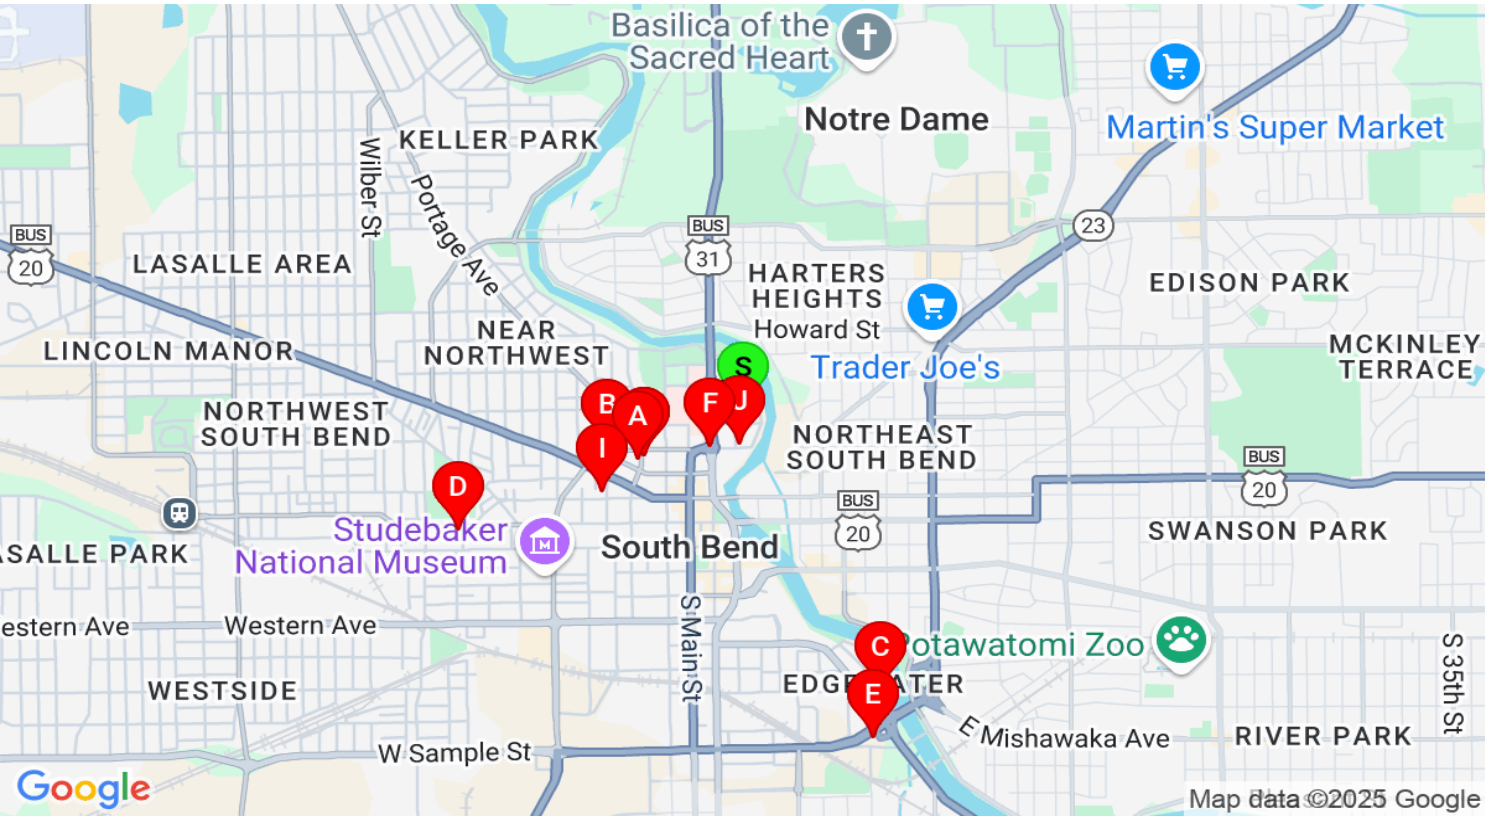 Basilica of the
Sacred Heart
Notre Dame
Martin's Super Market
KELLER PARK
Wilber St
Portage Ave
BUS
20
BUS
31
23
LASALLE AREA
HARTERS
HEIGHTS
Howard St
EDISON PARK
NEAR
NORTHWEST
LINCOLN MANOR
S
Trader Joe's
MCKINLEY
TERRACE
B
A
F
J
NORTHWEST
SOUTH BEND
NORTHEAST
SOUTH BEND
I
D
BUS
20
BUS
20
Studebaker
National Museum
South Bend
SWANSON PARK
ASALLE PARK
estern Ave
Western Ave
S Main St
C
Potawatomi Zoo
S 35th St
WESTSIDE
E
E Mishawaka Ave
RIVER PARK
W Sample St
Google
Map data ©2025 Google